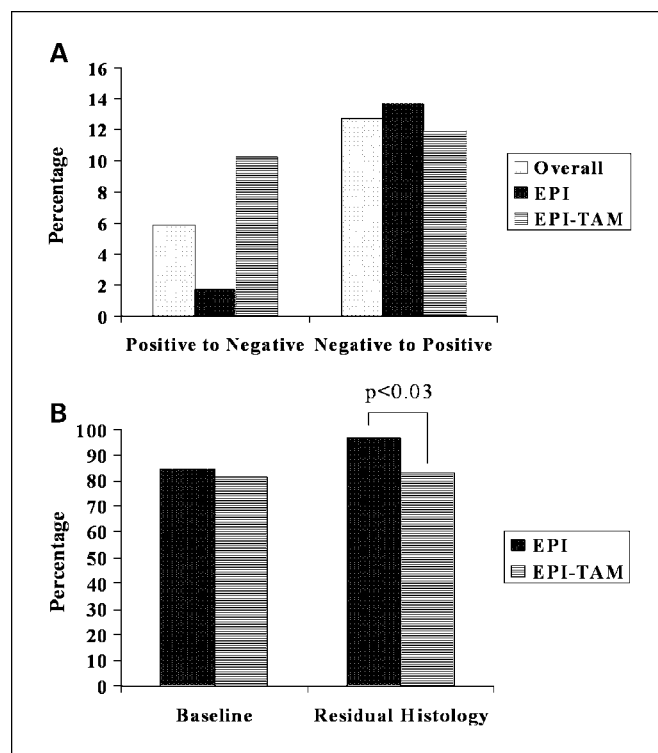 A
16
14
12
10
8
6
4
2
0
Percentage
Positive to Negative
Negative to Positive
Overall
EPI
EPI-TAM
B
p<0.03
100
90
80
70
60
50
40
30
20
10
0
Percentage
Baseline
Residual Histology
EPI
EPI-TAM